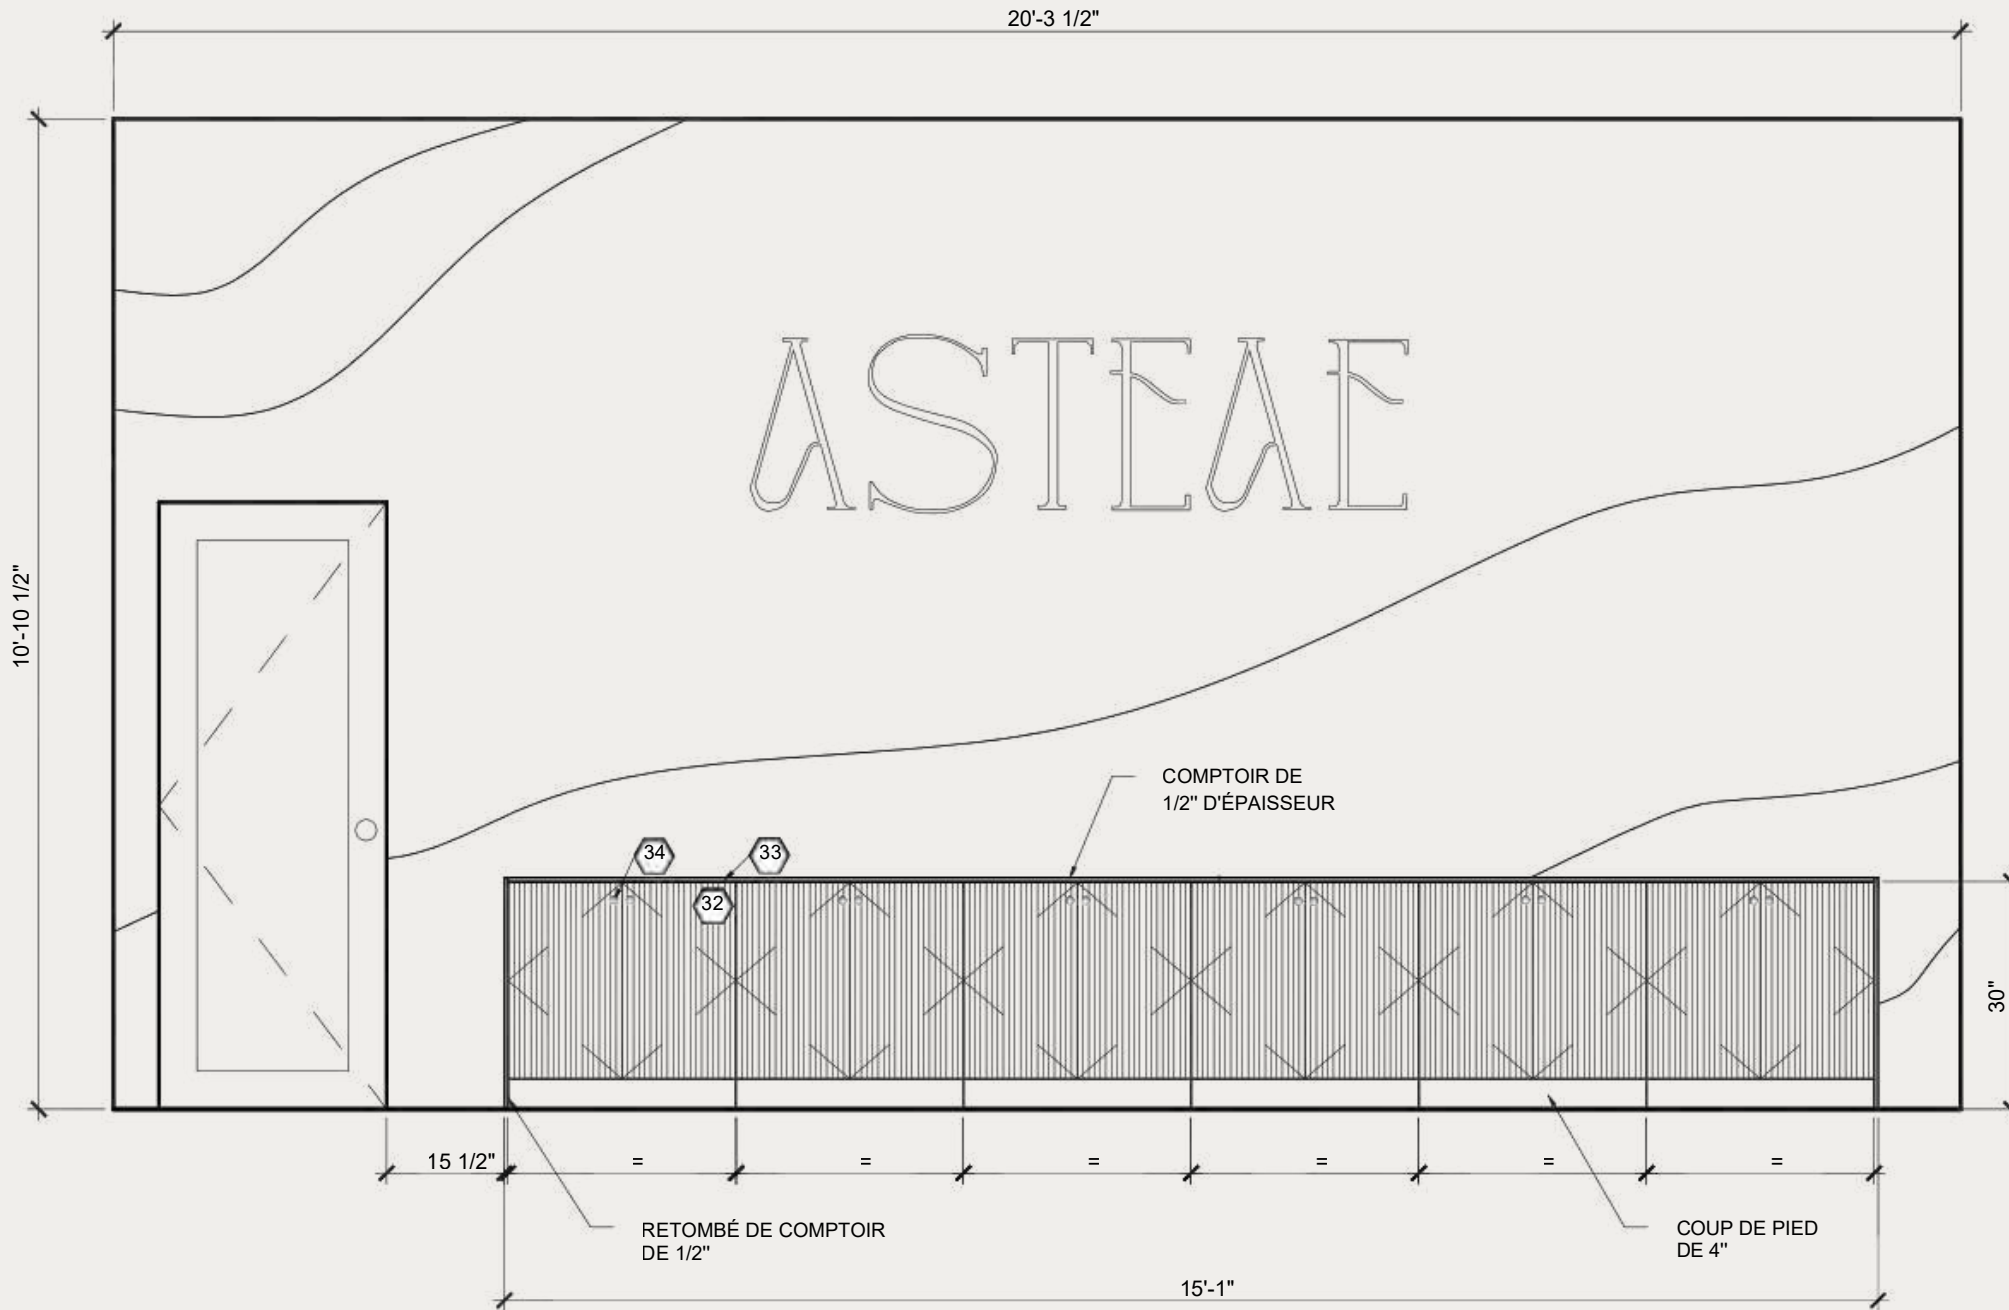 20'-3 1/2"
10'-10 1/2"
ASTEAE
COMPTOIR DE
1/2" D'ÉPAISSEUR
34
33
32
30"
15 1/2"
=
=
=
=
=
=
RETOMBÉ DE COMPTOIR
DE 1/2"
COUP DE PIED
DE 4"
15'-1"